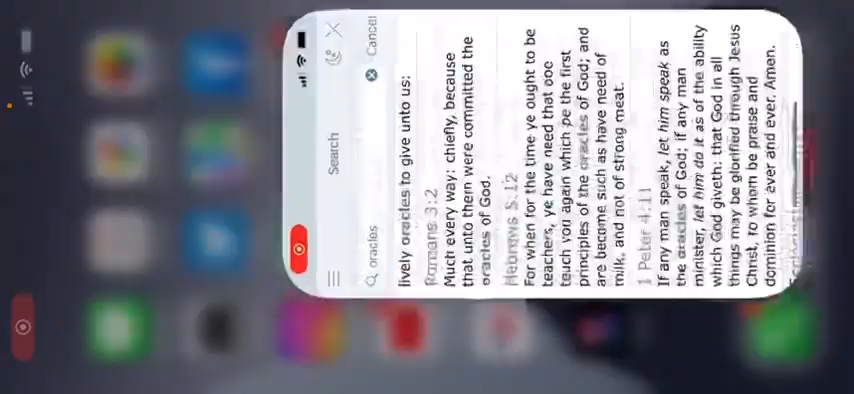 Search
oracles
Cancel
lively oracles to give unto us:
Romans 3:2
Much every way: chiefly, because
that unto them were committed the
oracles of God.
Hebrews 5:12
For when for the time ye ought to be
teachers, ye have need that one
teach you again which be the first
principles of the oracles of God; and
are become such as have need of
milk, and not of strong meat.
1 Peter 4:11
If any man speak, let him speak as
the oracles of God; if any man
minister, let him do it as of the ability
which God giveth: that God in all
things may be glorified through Jesus
Christ, to whom be praise and
dominion for ever and ever. Amen.